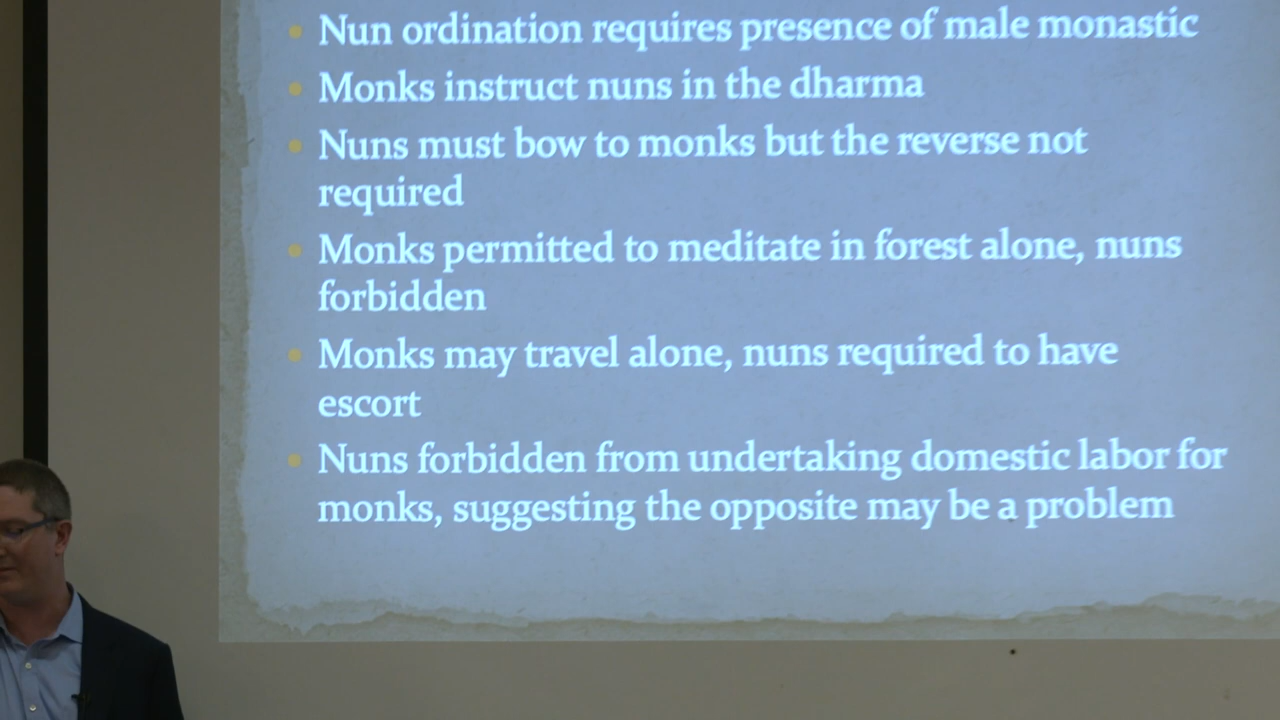 Nun ordination requires presence of male monastic
Monks instruct nuns in the dharma
Nuns must bow to monks but the reverse not
required
Monks permitted to meditate in forest alone, nuns
forbidden
Monks may travel alone, nuns required to have
escort
Nuns forbidden from undertaking domestic labor for
monks, suggesting the opposite may be a problem